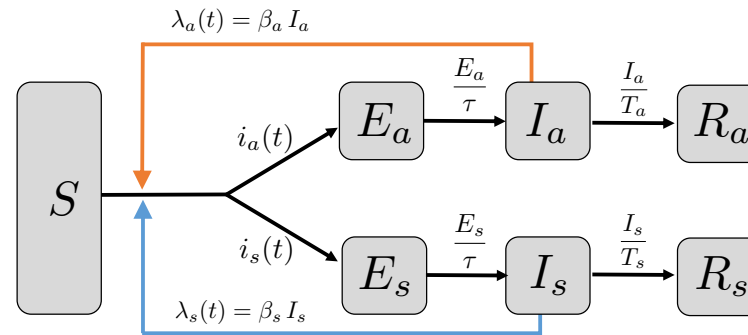 λ_a(t) = β_a I_a
S
i_a(t)
i_s(t)
E_a
E_a/τ
I_a
I_a/T_a
R_a
E_s
E_s/τ
I_s
I_s/T_s
R_s
λ_s(t) = β_s I_s